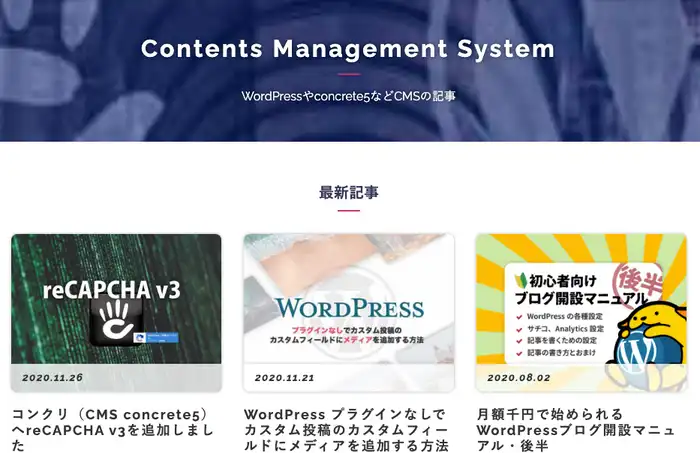 Contents Management System
WordPressやconcrete5などCMSの記事
最新記事
reCAPCHA v3
2020.11.26
コンクリ（CMS concrete5）
へreCAPCHA v3を追加しまし
た
WORDPRESS
プラグインなしでカスタム投稿の
カスタムフィールドにメディアを追加する方法
2020.11.21
WordPress プラグインなしで
カスタム投稿のカスタムフィー
ルドにメディアを追加する方法
初心者向け
ブログ開設マニュアル
後半
WordPress の各種設定
サチコ、Analytics 設定
記事を書くための設定
記事の書き方とおまけ
2020.08.02
月額千円で始められる
WordPressブログ開設マニュ
アル・後半